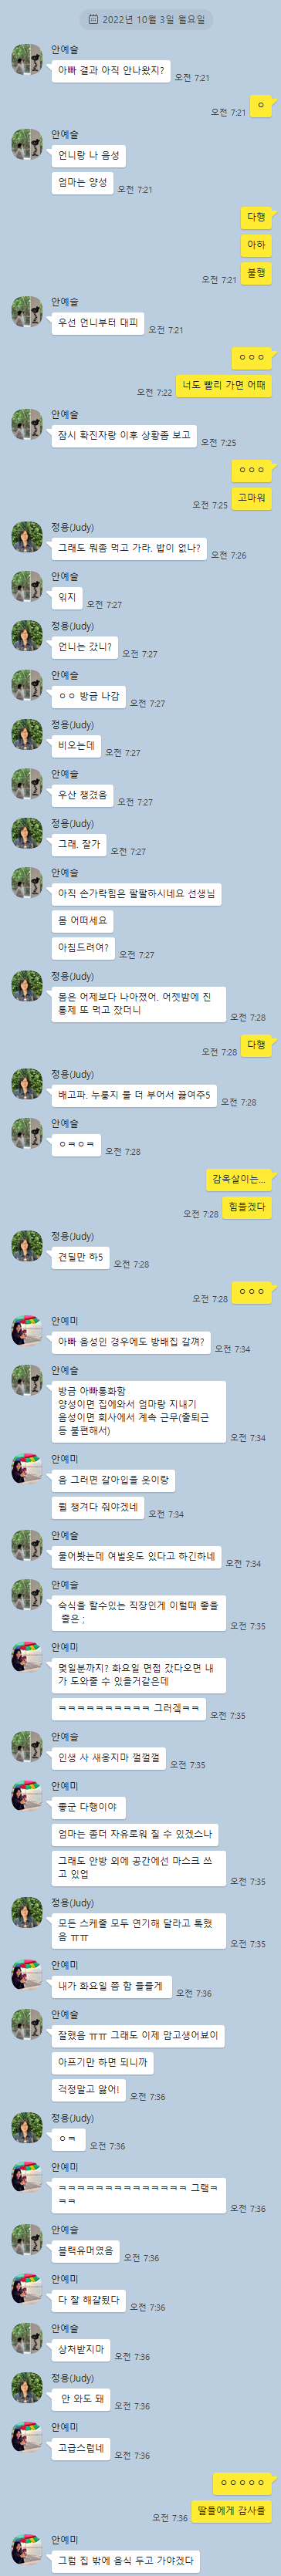 2022년 10월 3일 월요일
안예슬
아빠 결과 아직 안나왔지?
오전 7:21
ㅇ
오전 7:21
안예슬
언니랑 나 음성
엄마는 양성
오전 7:21
다행
아하
불행
오전 7:21
안예슬
우선 언니부터 대피
오전 7:21
ㅇㅇㅇ
너도 빨리 가면 어때
오전 7:22
안예슬
잠시 확진자랑 이후 상황좀 보고
오전 7:25
ㅇㅇㅇ
고마워
오전 7:25
정용(Judy)
그래도 뭐좀 먹고 가라. 밥이 없나?
오전 7:26
안예슬
있지
오전 7:27
정용(Judy)
언니는 갔니?
오전 7:27
안예슬
ㅇㅇ 방금 나감
오전 7:27
정용(Judy)
비오는데
오전 7:27
안예슬
우산 챙겼음
오전 7:27
정용(Judy)
그래. 잘가
오전 7:27
안예슬
아직 손가락힘은 팔팔하시네요 선생님
몸 어떠세요
아침드려여?
오전 7:27
정용(Judy)
몸은 어제보다 나아졌어. 어젯밤에 진
통제 또 먹고 잤더니
오전 7:28
다행
오전 7:28
정용(Judy)
배고파. 누룽지 물 더 부어서 끓여주5
오전 7:28
안예슬
ㅇㅋㅇㅋ
오전 7:28
감옥살이는...
힘들겠다
오전 7:28
정용(Judy)
견딜만 하5
오전 7:28
ㅇㅇㅇ
오전 7:28
안예미
아빠 음성인 경우에도 방배집 갈껴?
오전 7:34
안예슬
방금 아빠통화함
양성이면 집에와서 엄마랑 지내기
음성이면 회사에서 계속 근무(출퇴근
등 불편해서)
오전 7:34
안예미
음 그러면 갈아입을 옷이랑
뭘 챙겨다 줘야겠네
오전 7:34
안예슬
물어봤는데 여벌옷도 있다고 하긴하네
오전 7:34
안예슬
숙식을 할수있는 직장인게 이럴때 좋을
줄은 ;
오전 7:35
안예미
몇일분까지? 화요일 면접 갔다오면 내
가 도와줄 수 있을거같은데
ㅋㅋㅋㅋㅋㅋㅋㅋㅋㅋ 그러겤ㅋㅋ
오전 7:35
안예슬
인생 사 새옹지마 껄껄껄
오전 7:35
안예미
좋군 다행이야
엄마는 좀더 자유로워 질 수 있겠스나
그래도 안방 외에 공간에선 마스크 쓰
고 있엉
오전 7:35
정용(Judy)
모든 스케줄 모두 연기해 달라고 톡했
음 ㅠㅠ
오전 7:35
안예미
내가 화요일 쯤 함 들를게
오전 7:36
안예슬
잘했음 ㅠㅠ 그래도 이제 맘고생어뵤이
아프기만 하면 되니까
걱정말고 앓어!
오전 7:36
정용(Judy)
ㅇㅋ
오전 7:36
안예미
오전 7:36
안예슬
블랙유머였음
오전 7:36
안예미
다 잘 해걀됬다
오전 7:36
안예슬
상처받지마
오전 7:36
정용(Judy)
안 와도 돼
오전 7:36
안예미
고급스럽네
오전 7:36
ㅇㅇㅇㅇㅇ
딸들에게 감사를
오전 7:36
안예미
그럼 집 밖에 음식 두고 가야겠다